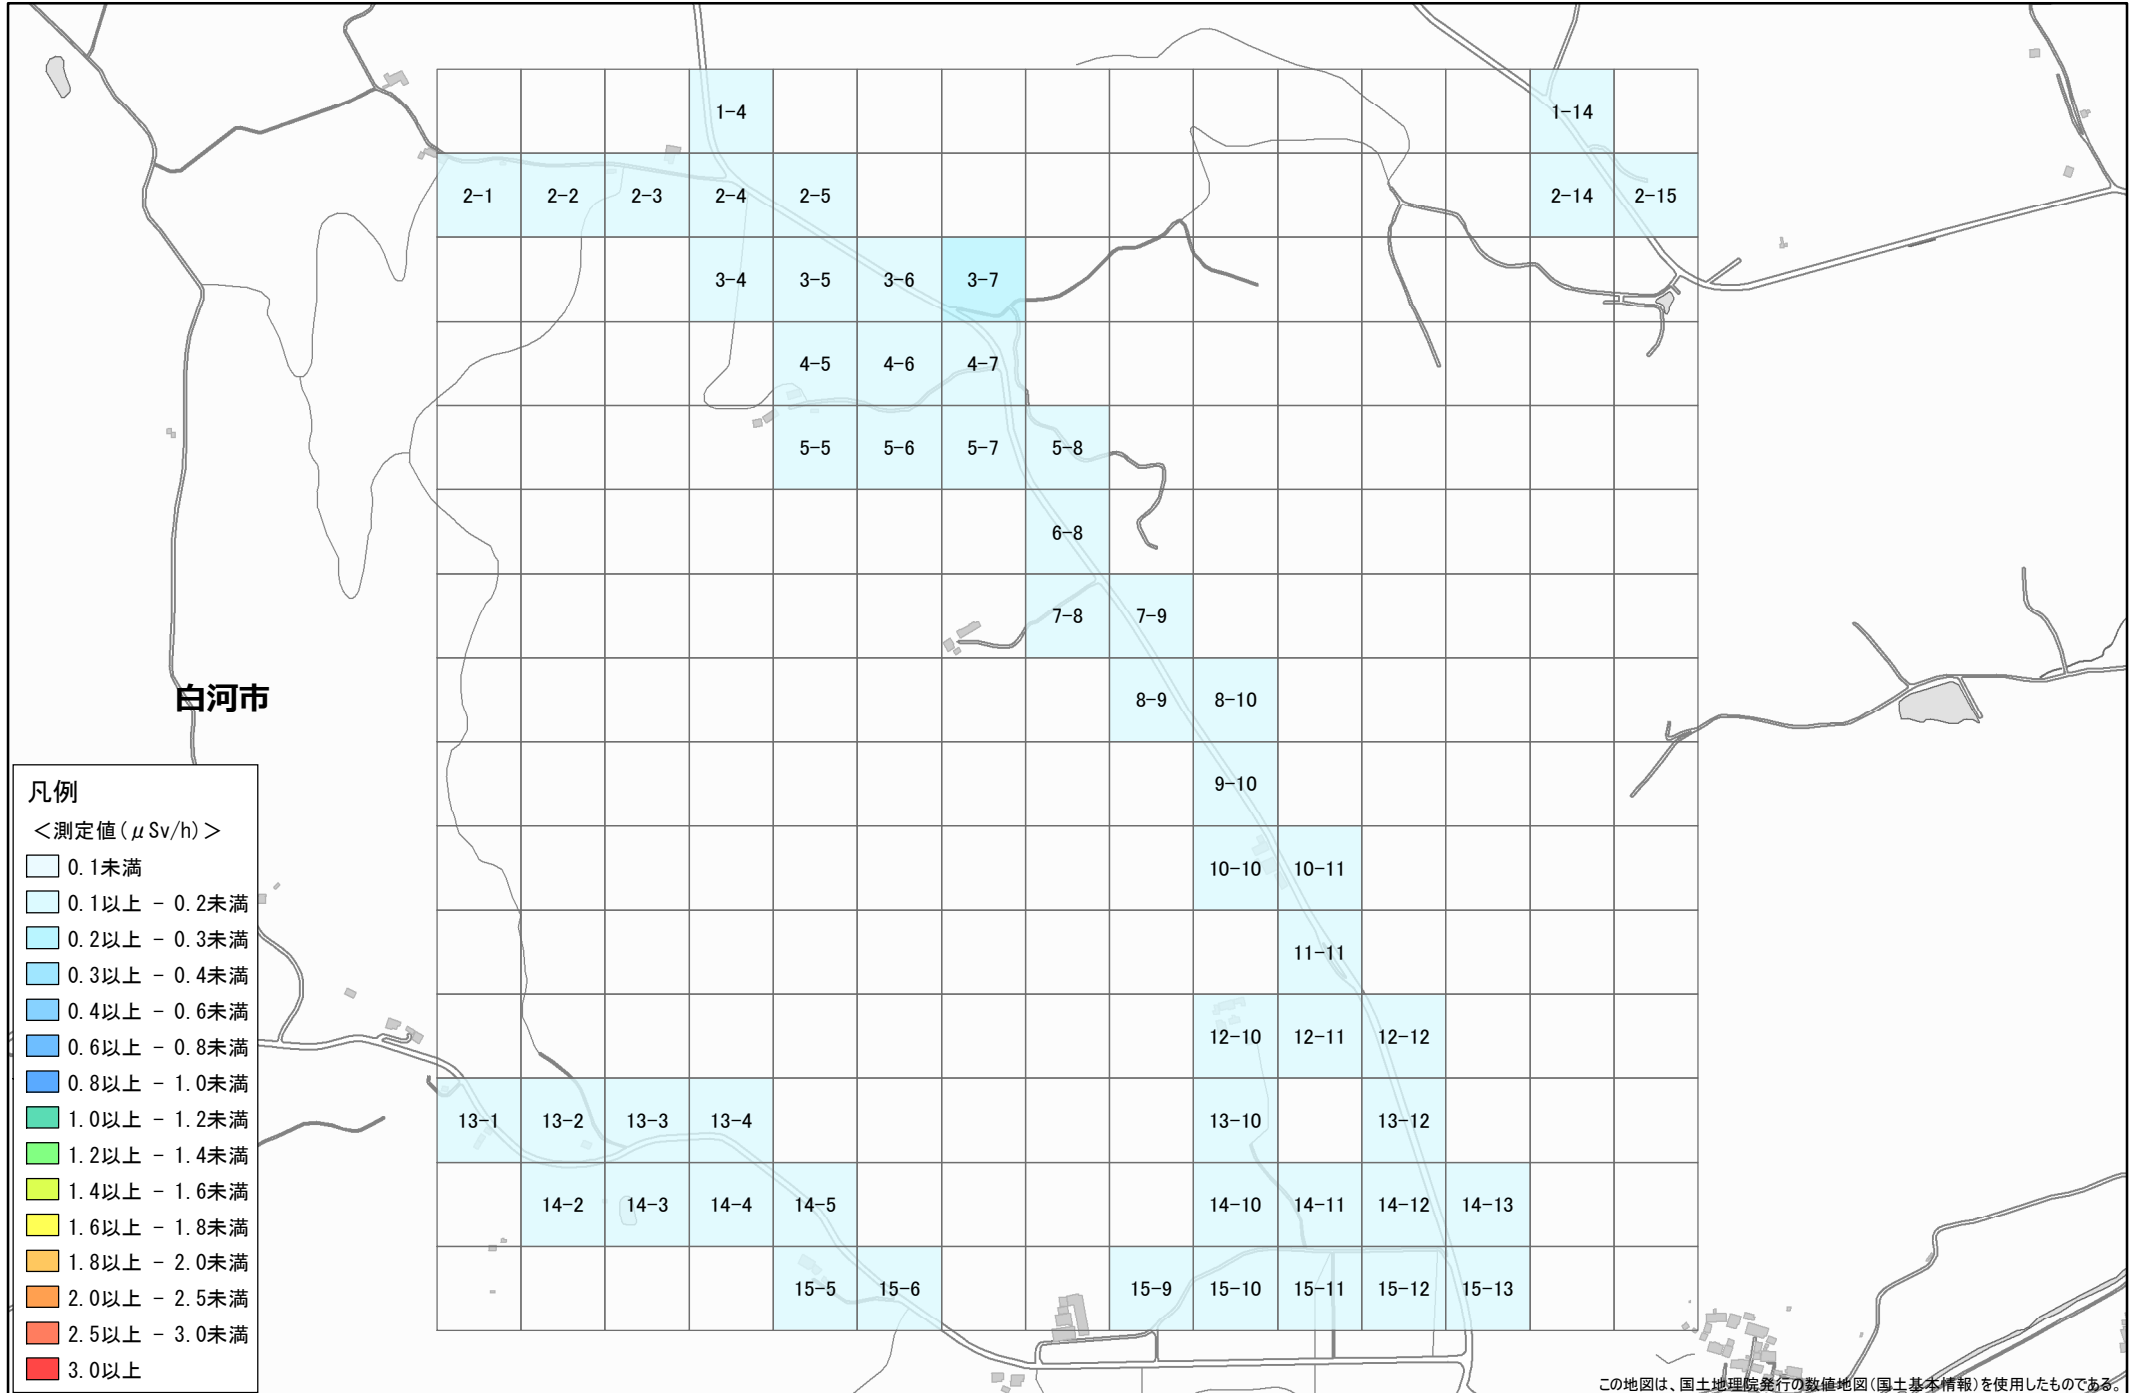 1-4 1-14
2-1 2-2 2-3 2-4 2-5 2-14 2-15
3-4 3-5 3-6 3-7
4-5 4-6 4-7
5-5 5-6 5-7 5-8
6-8
7-8 7-9
8-9 8-10
白河市
9-10
10-10 10-11
11-11
12-10 12-11 12-12
13-1 13-2 13-3 13-4 13-10 13-12
14-2 14-3 14-4 14-5 14-10 14-11 14-12 14-13
15-5 15-6 15-9 15-10 15-11 15-12 15-13
凡例
＜測定値(μSv/h)＞
0.1未満
0.1以上 - 0.2未満
0.2以上 - 0.3未満
0.3以上 - 0.4未満
0.4以上 - 0.6未満
0.6以上 - 0.8未満
0.8以上 - 1.0未満
1.0以上 - 1.2未満
1.2以上 - 1.4未満
1.4以上 - 1.6未満
1.6以上 - 1.8未満
1.8以上 - 2.0未満
2.0以上 - 2.5未満
2.5以上 - 3.0未満
3.0以上
この地図は、国土地理院発行の数値地図(国土基本情報)を使用したものである。